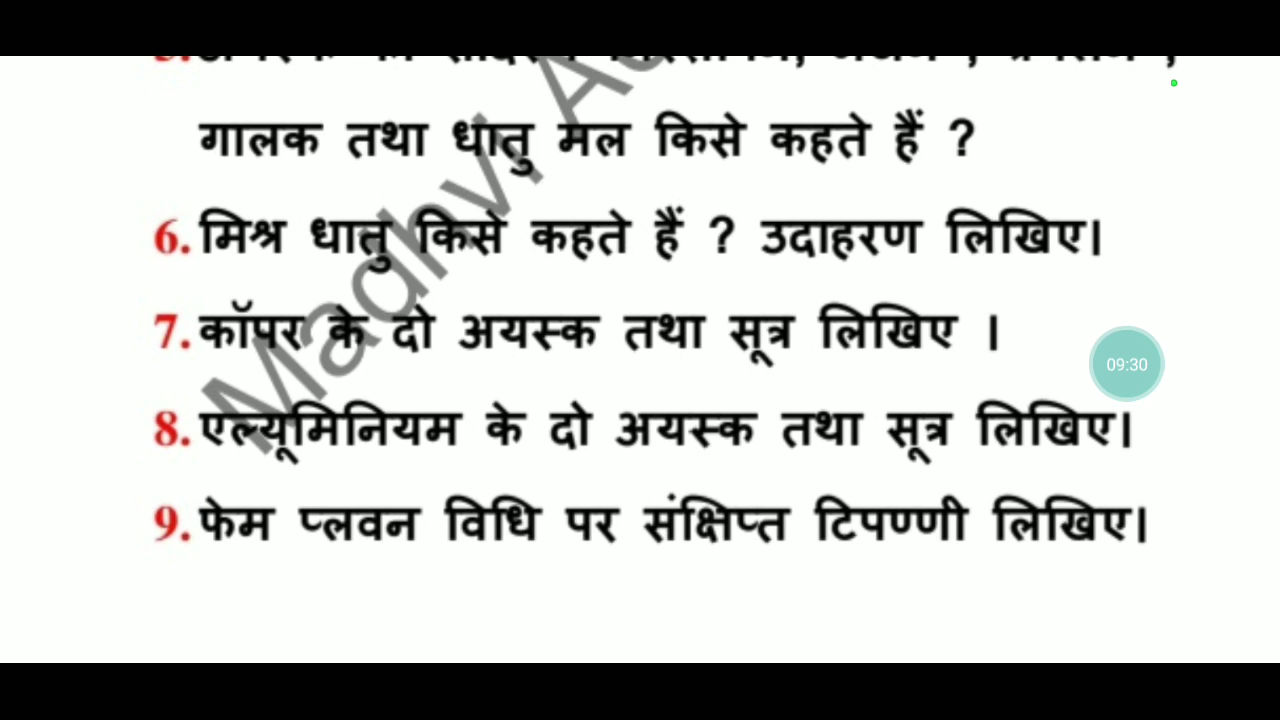 गालक तथा धातु मल किसे कहते हैं ?
6. मिश्र धातु किसे कहते हैं ? उदाहरण लिखिए।
7. कॉपर के दो अयस्क तथा सूत्र लिखिए ।
09:30
8. एल्यूमिनियम के दो अयस्क तथा सूत्र लिखिए।
9. फेम प्लवन विधि पर संक्षिप्त टिपण्णी लिखिए।
Madhvi